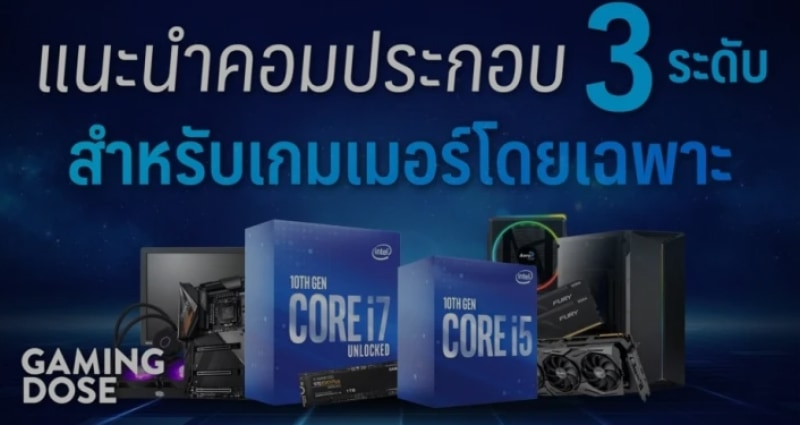 แนะนำคอมประกอบ 3 ระดับ
สำหรับเกมเมอร์โดยเฉพาะ
intel
10TH GEN
CORE i7
UNLOCKED
intel
10TH GEN
CORE i5
FURY
FURY
GAMING
DOSE